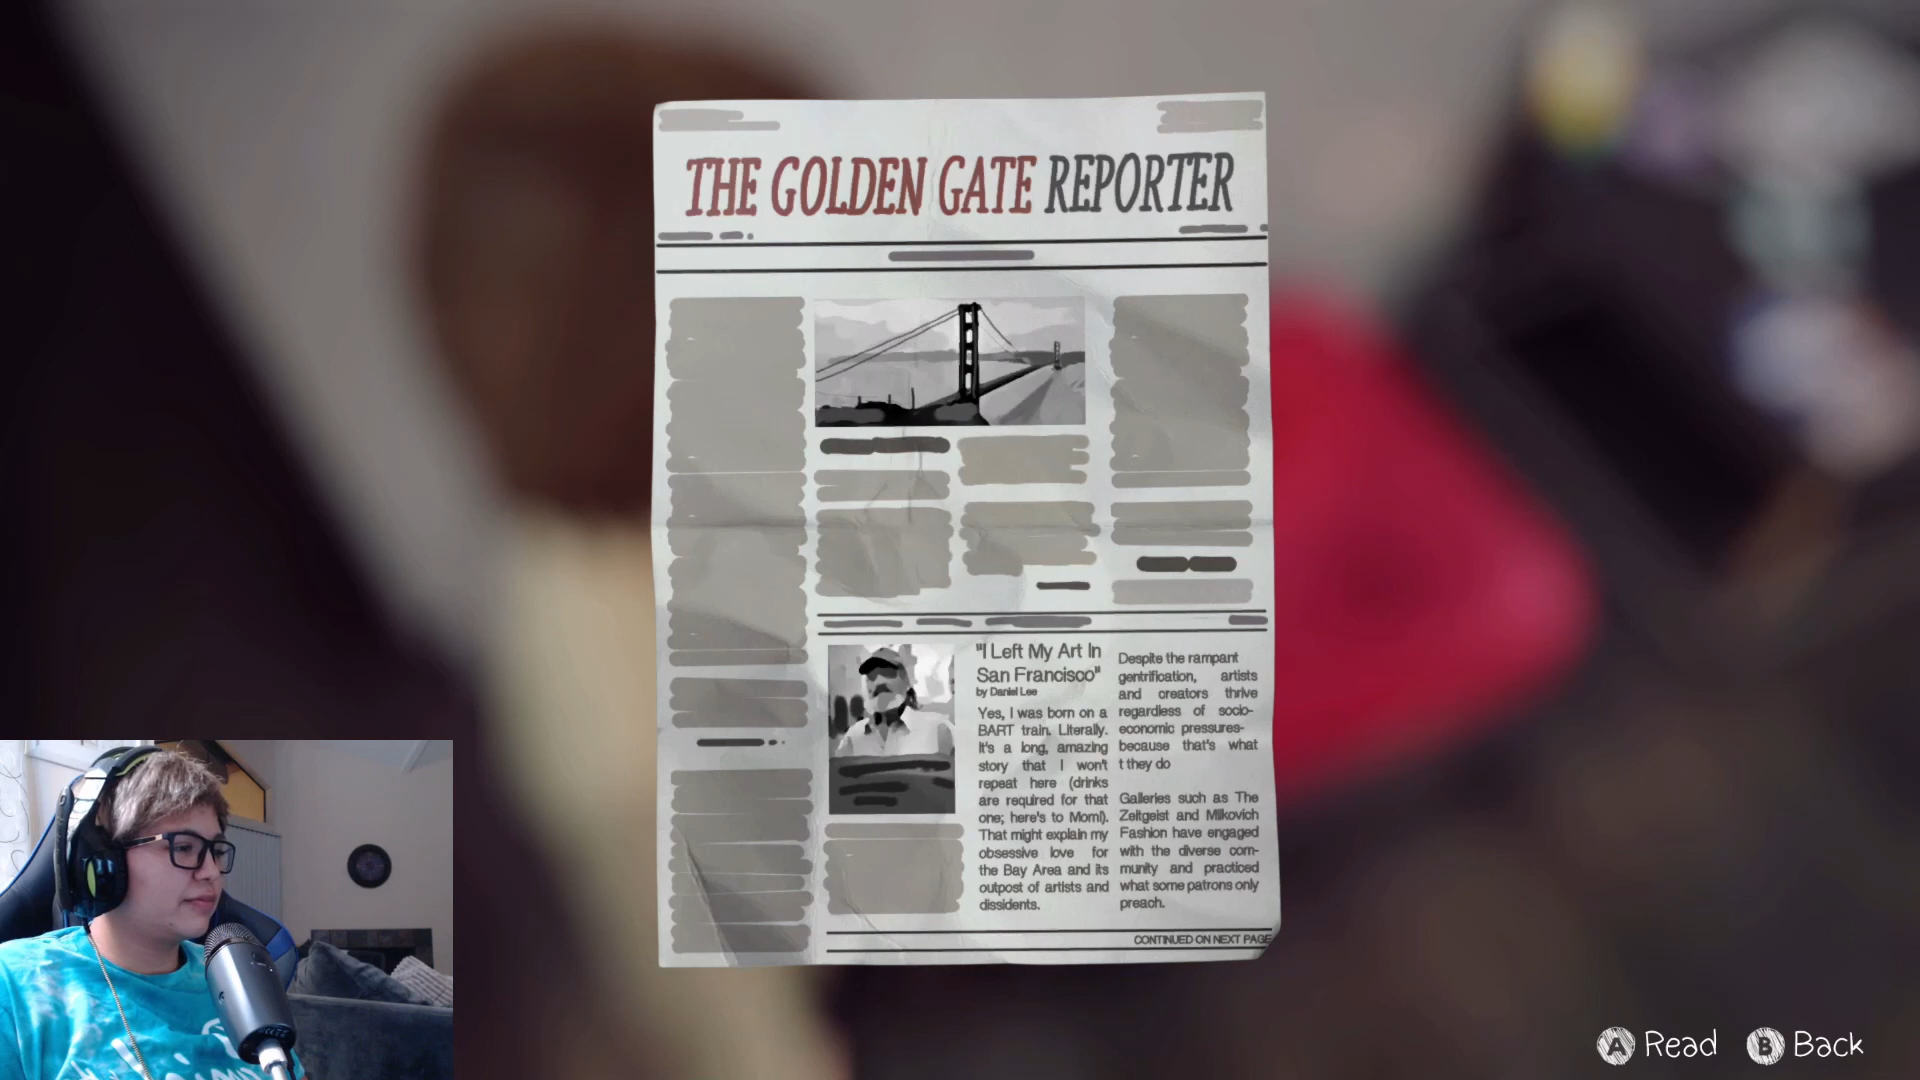 THE GOLDEN GATE REPORTER
"I Left My Art In
San Francisco"
by Daniel Lee
Yes, I was born on a
BART train. Literally.
It's a long, amazing
story that I won't
repeat here (drinks
are required for that
one; here's to Mom!).
That might explain my
obsessive love for
the Bay Area and its
outpost of artists and
dissidents.
Despite the rampant
gentrification, artists
and creators thrive
regardless of socio-
economic pressures-
because that's what
t they do
Galleries such as The
Zeitgeist and Milkovich
Fashion have engaged
with the diverse com-
munity and practiced
what some patrons only
preach.
CONTINUED ON NEXT PAGE
A Read B Back